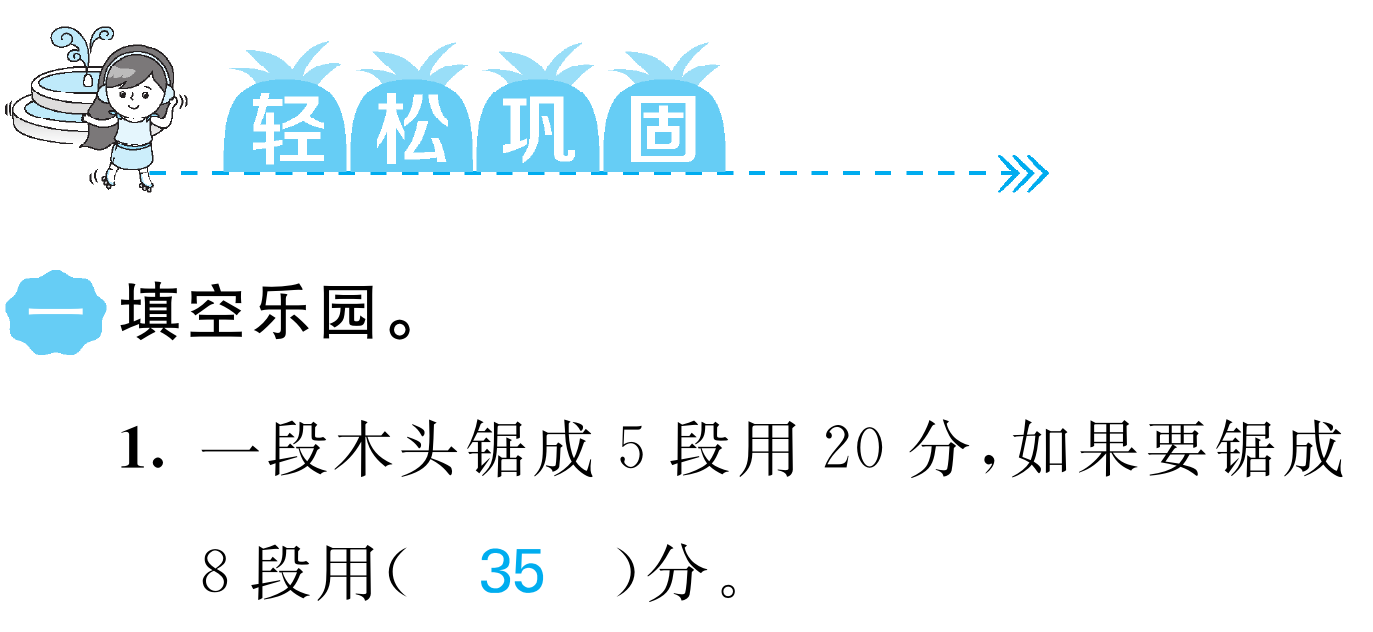 轻松巩固
一 填空乐园。
1. 一段木头锯成 5 段用 20 分,如果要锯成
8 段用( 35 )分。